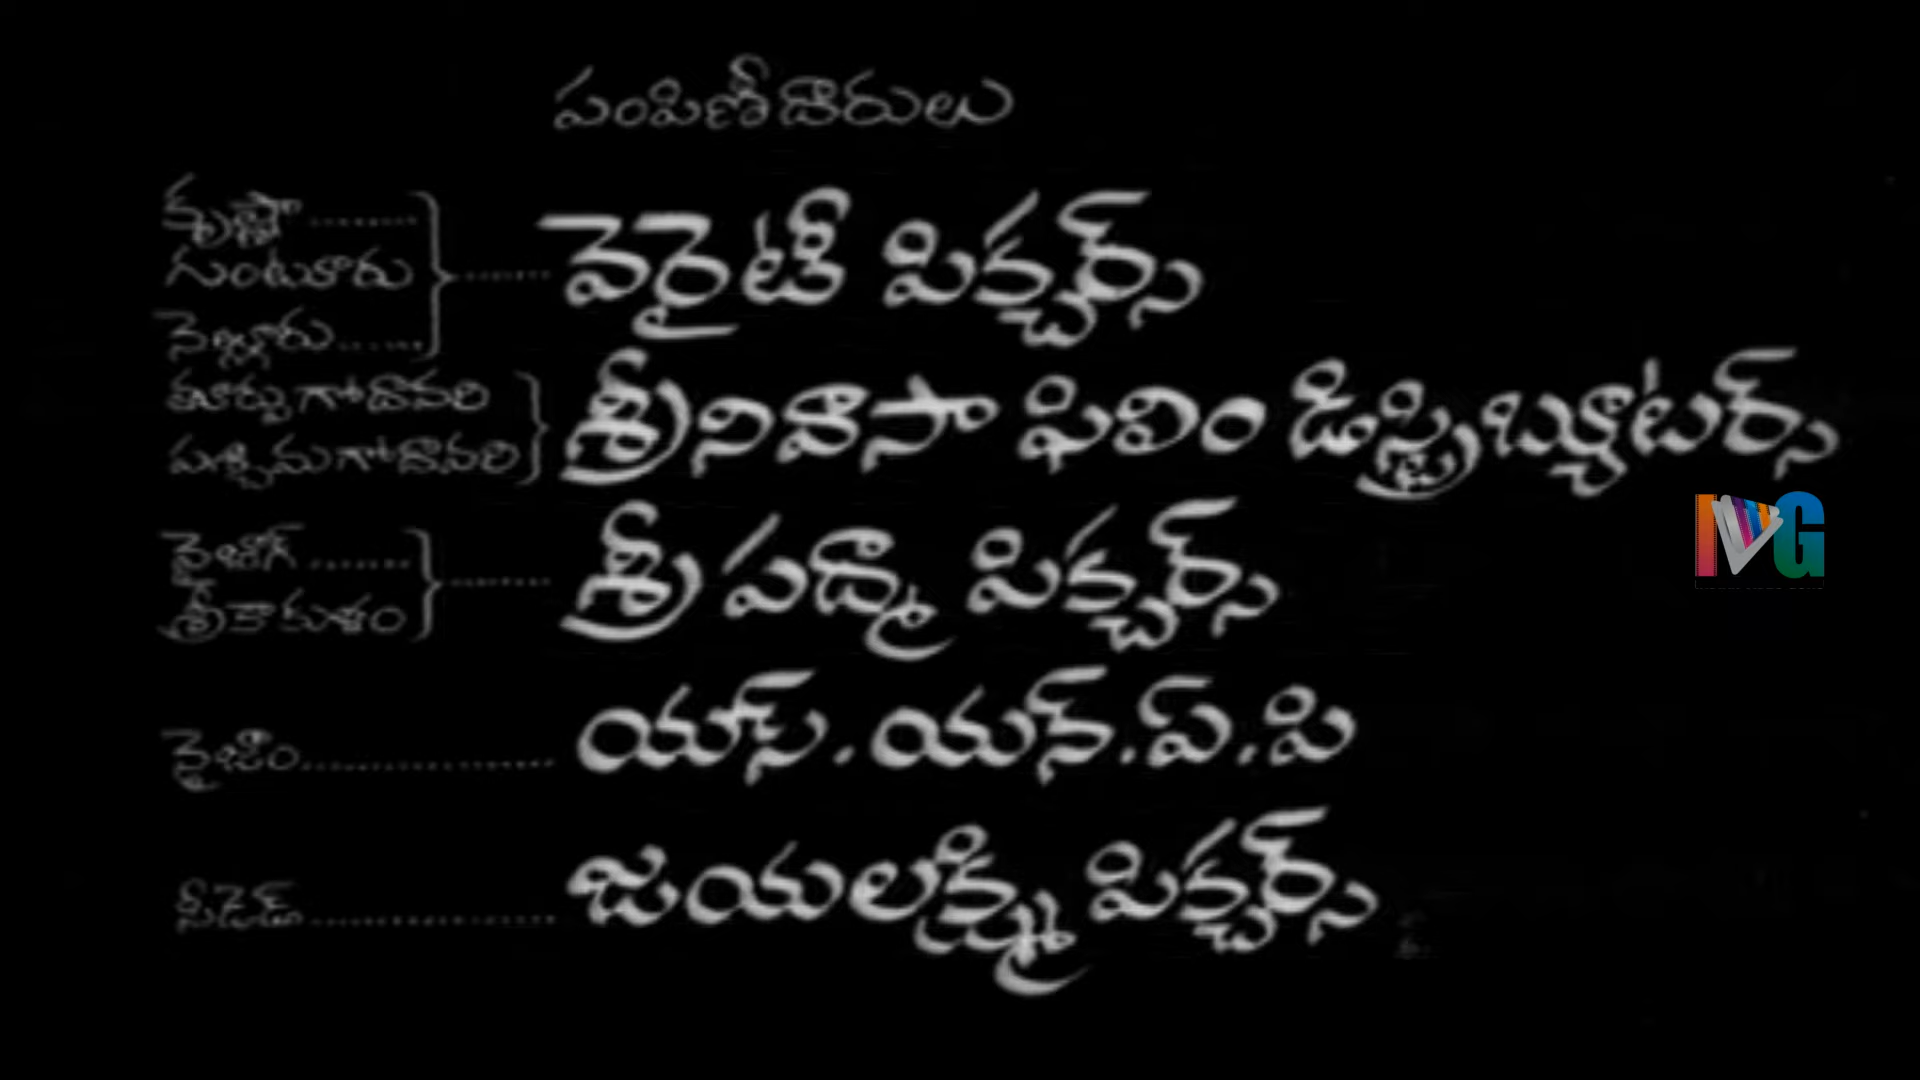 పంపిణీదారులు
కృష్ణా ........
గుంటూరు ...... వెరైటీ పిక్చర్స్
నెల్లూరు......
తూర్పుగోదావరి
పశ్చిమగోదావరి
శ్రీనివాసా ఫిలిం డిస్ట్రిబ్యూటర్స్
వైజాగ్ .......
శ్రీకాకుళం
...... శ్రీ పద్మా పిక్చర్స్
నైజాం.................. యస్.యన్.ప్.పి
సీడెడ్.................. జయలక్ష్మి పిక్చర్స్